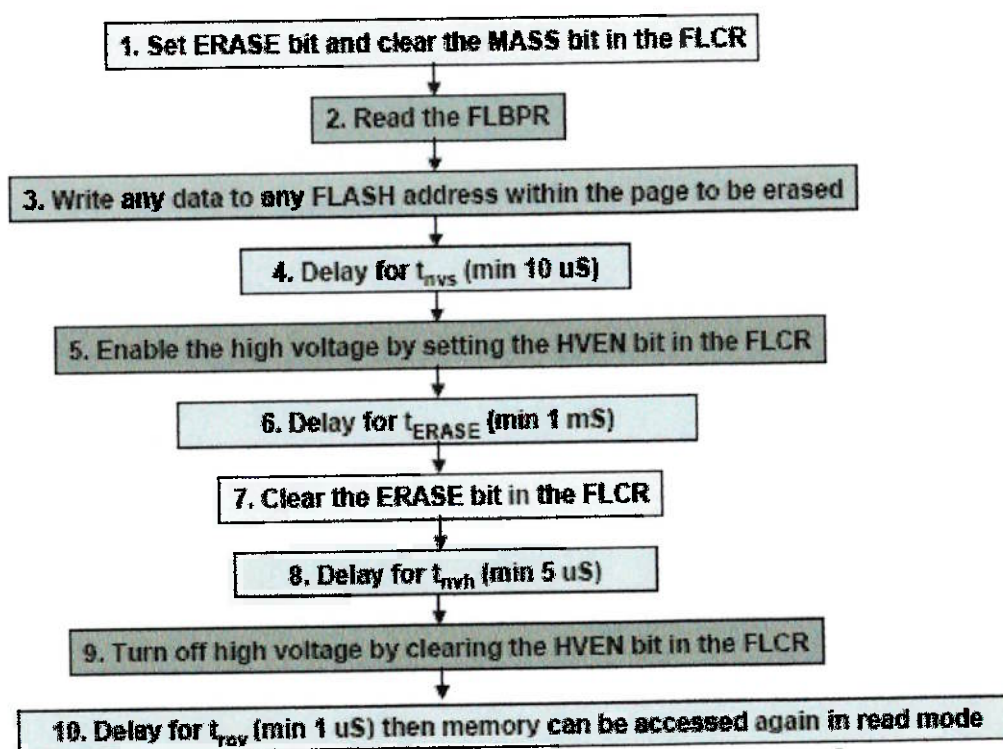 1. Set ERASE bit and clear the MASS bit in the FLCR
2. Read the FLBPR
3. Write any data to any FLASH address within the page to be erased
4. Delay for tnvs (min 10 uS)
5. Enable the high voltage by setting the HVEN bit in the FLCR
6. Delay for tERASE (min 1 mS)
7. Clear the ERASE bit in the FLCR
8. Delay for tnvh (min 5 uS)
9. Turn off high voltage by clearing the HVEN bit in the FLCR
10. Delay for trov (min 1 uS) then memory can be accessed again in read mode